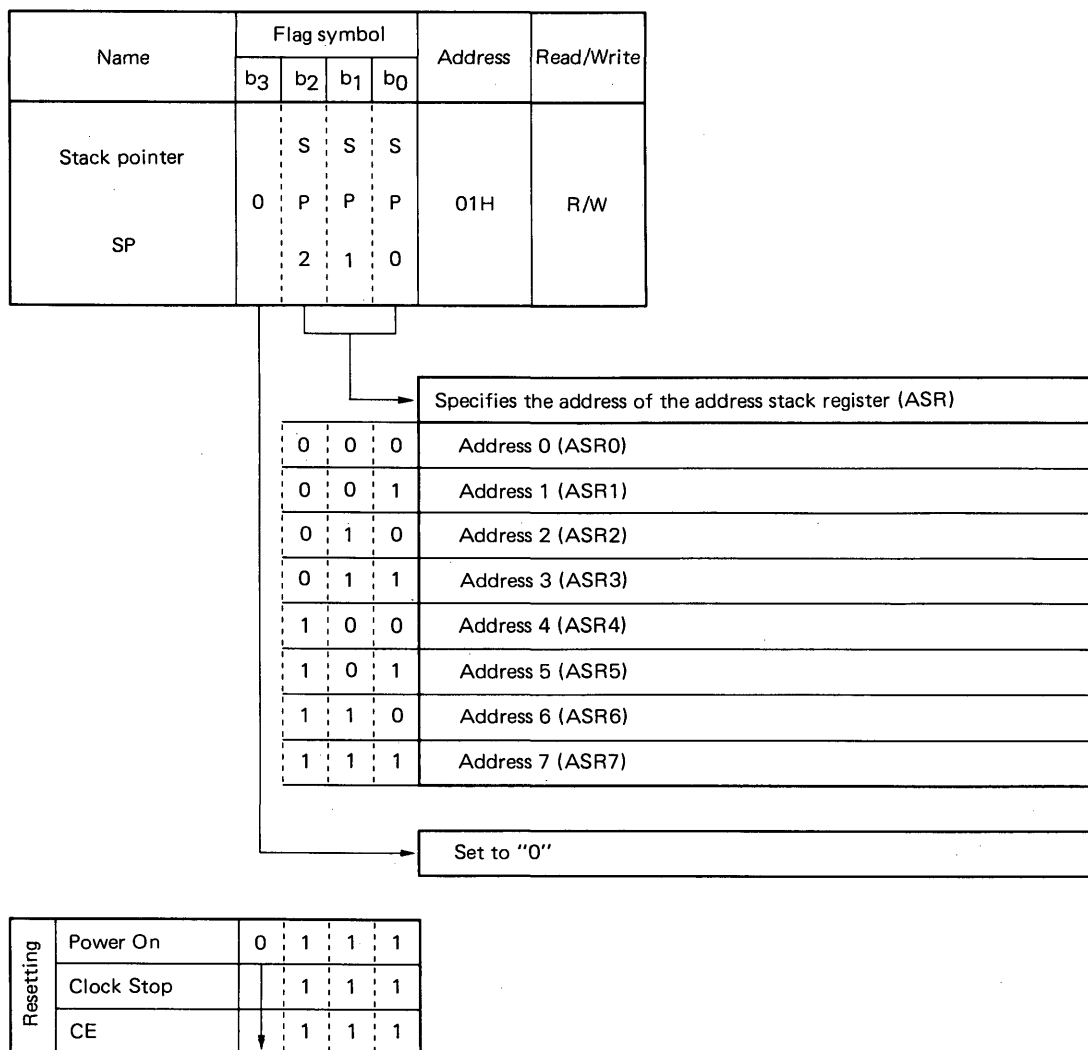 Name Flag symbol Address Read/Write
b3 b2 b1 b0
Stack pointer SP 0 SP2 SP1 SP0 01H R/W
Specifies the address of the address stack register (ASR)
0 0 0 Address 0 (ASR0)
0 0 1 Address 1 (ASR1)
0 1 0 Address 2 (ASR2)
0 1 1 Address 3 (ASR3)
1 0 0 Address 4 (ASR4)
1 0 1 Address 5 (ASR5)
1 1 0 Address 6 (ASR6)
1 1 1 Address 7 (ASR7)
Set to "0"
Resetting
Power On 0 1 1 1
Clock Stop 1 1 1
CE 1 1 1